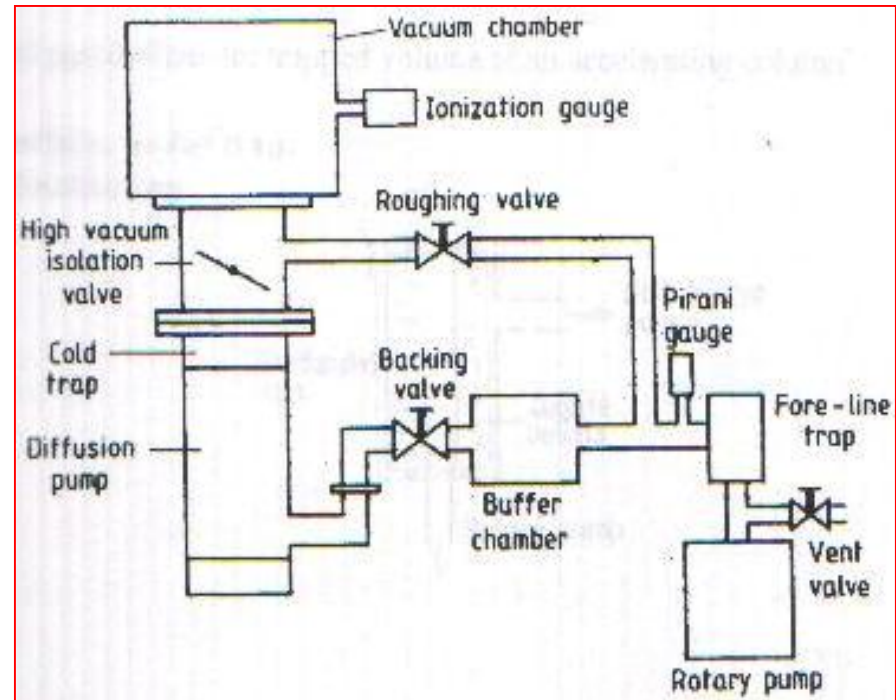 Vacuum chamber
Ionization gauge
Roughing valve
High vacuum
isolation
valve
Pirani
gauge
Cold
trap
Backing
valve
Fore-line
trap
Diffusion
pump
Buffer
chamber
Vent
valve
Rotary pump